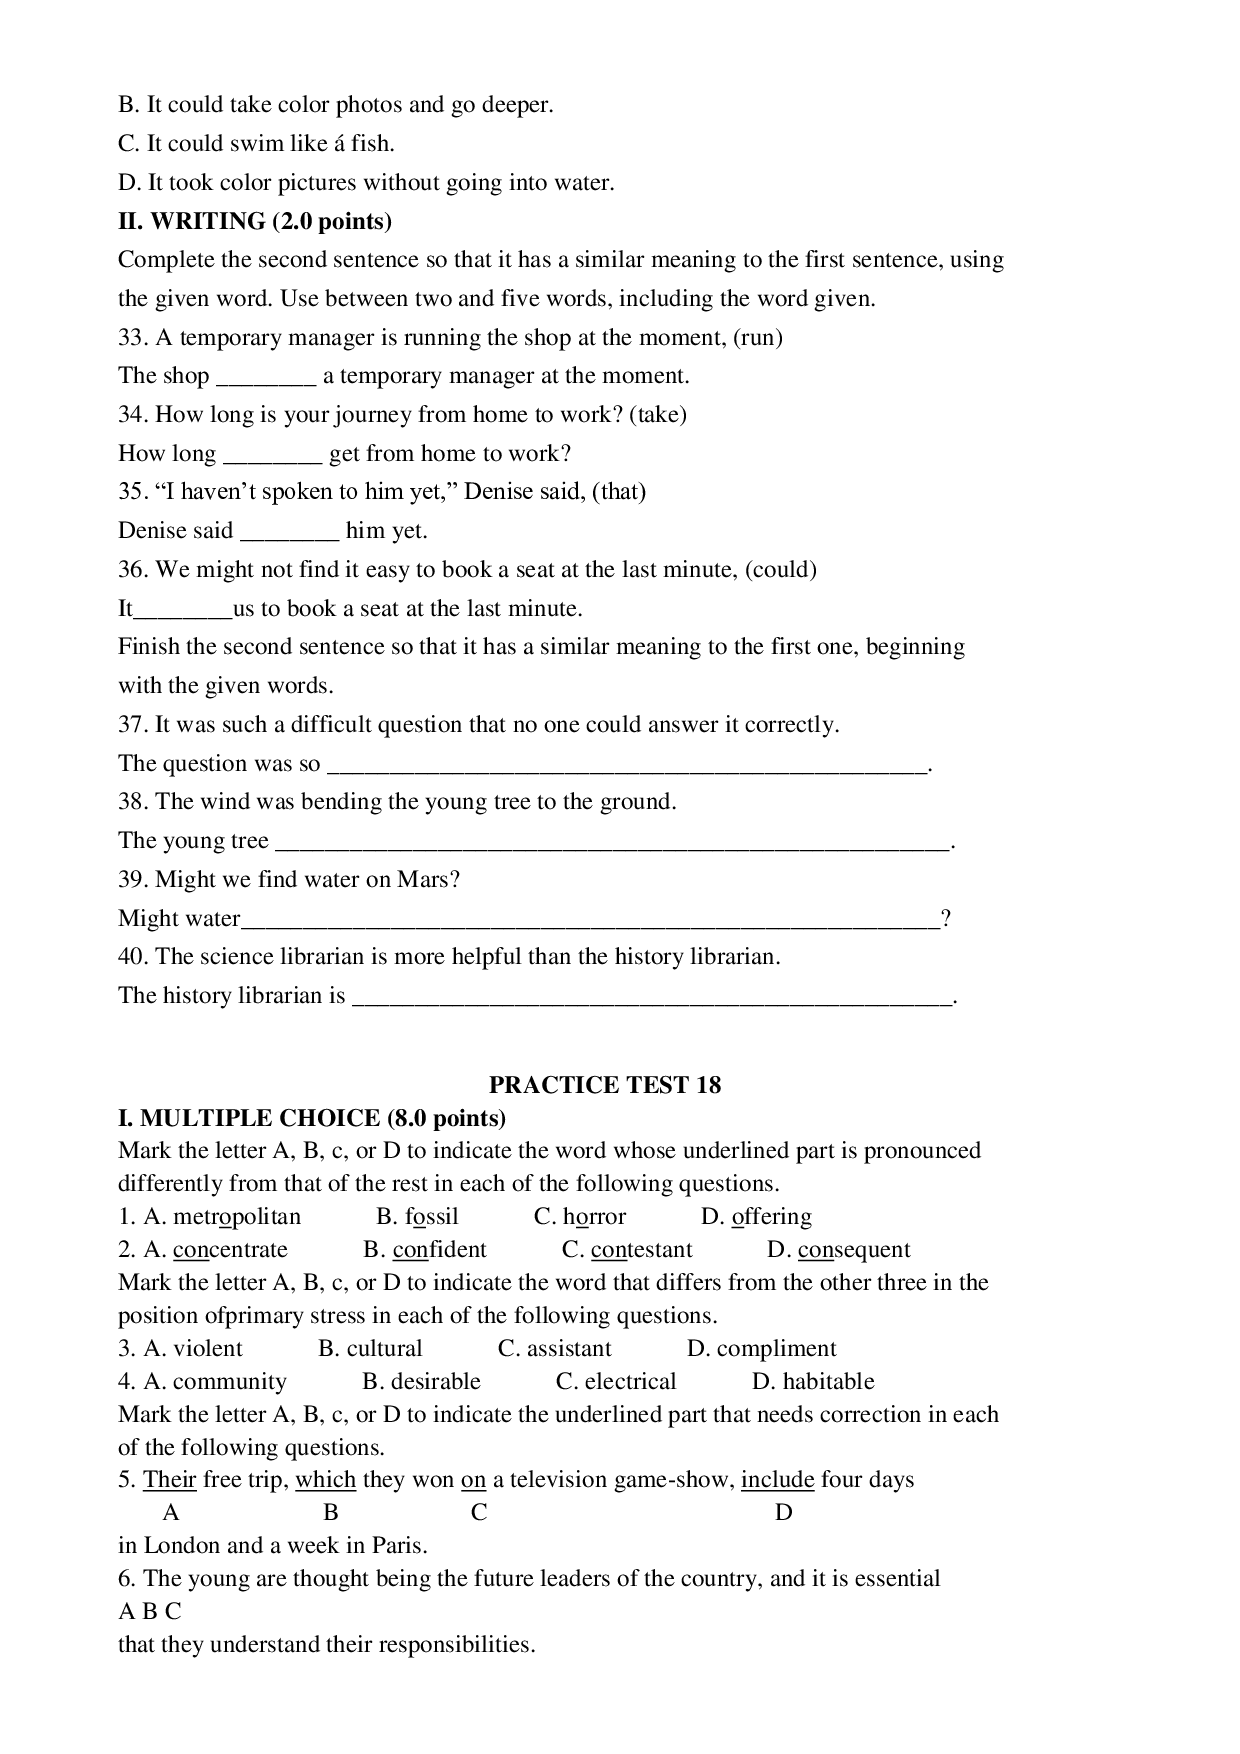 B. It could take color photos and go deeper.
C. It could swim like á fish.
D. It took color pictures without going into water.
II. WRITING (2.0 points)
Complete the second sentence so that it has a similar meaning to the first sentence, using
the given word. Use between two and five words, including the word given.
33. A temporary manager is running the shop at the moment, (run)
The shop ________ a temporary manager at the moment.
34. How long is your journey from home to work? (take)
How long ________ get from home to work?
35. “I haven’t spoken to him yet,” Denise said, (that)
Denise said ________ him yet.
36. We might not find it easy to book a seat at the last minute, (could)
It________us to book a seat at the last minute.
Finish the second sentence so that it has a similar meaning to the first one, beginning
with the given words.
37. It was such a difficult question that no one could answer it correctly.
The question was so ________________________________________________.
38. The wind was bending the young tree to the ground.
The young tree ______________________________________________________.
39. Might we find water on Mars?
Might water________________________________________________________?
40. The science librarian is more helpful than the history librarian.
The history librarian is ________________________________________________.
PRACTICE TEST 18
I. MULTIPLE CHOICE (8.0 points)
Mark the letter A, B, c, or D to indicate the word whose underlined part is pronounced
differently from that of the rest in each of the following questions.
1. A. metropolitan B. fossil C. horror D. offering
2. A. concentrate B. confident C. contestant D. consequent
Mark the letter A, B, c, or D to indicate the word that differs from the other three in the
position ofprimary stress in each of the following questions.
3. A. violent B. cultural C. assistant D. compliment
4. A. community B. desirable C. electrical D. habitable
Mark the letter A, B, c, or D to indicate the underlined part that needs correction in each
of the following questions.
5. Their free trip, which they won on a television game-show, include four days
A B C D
in London and a week in Paris.
6. The young are thought being the future leaders of the country, and it is essential
A B C
that they understand their responsibilities.